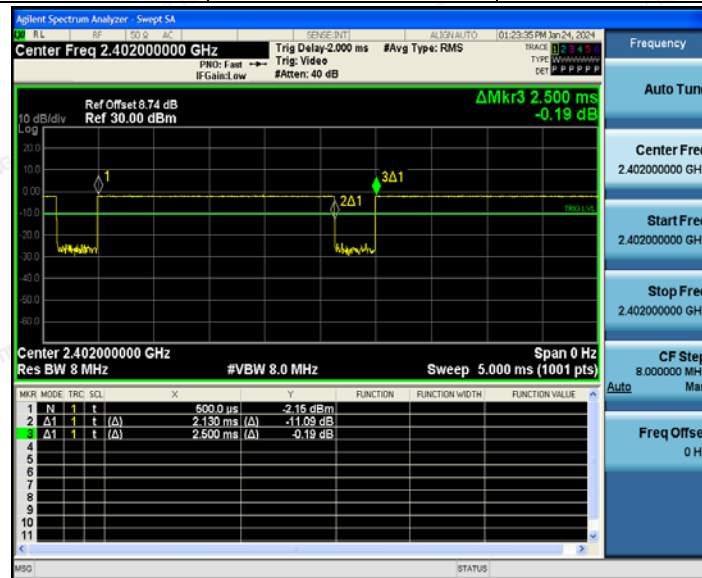 Agilent Spectrum Analyzer - Swept SA
RL RF 50 Ω AC SENSE:INT ALIGNAUTO 01:23:35 PM Jan 24, 2024
Center Freq 2.402000000 GHz
PNO: Fast
IFGain:Low
Trig Delay-2.000 ms
Trig: Video
#Atten: 40 dB
#Avg Type: RMS
TRACE 1 2 3 4 5 6
TYPE WWWWWW
DET P P P P P P
Ref Offset 8.74 dB
Ref 30.00 dBm
10 dB/div
Log
ΔMkr3 2.500 ms
-0.19 dB
20.0
10.0
0.00
-10.0
-20.0
-30.0
-40.0
-50.0
-60.0
1
2Δ1
3Δ1
TRIG LVL
Center 2.402000000 GHz Span 0 Hz
Res BW 8 MHz #VBW 8.0 MHz Sweep 5.000 ms (1001 pts)
MKR MODE TRC SCL X Y FUNCTION FUNCTION WIDTH FUNCTION VALUE
1 N 1 t 500.0 µs -2.15 dBm
2 Δ1 1 t (Δ) 2.130 ms (Δ) -11.09 dB
3 Δ1 1 t (Δ) 2.500 ms (Δ) -0.19 dB
4
5
6
7
8
9
10
11
MSG STATUS
Frequency
Auto Tun
Center Fre
2.402000000 GH
Start Fre
2.402000000 GH
Stop Fre
2.402000000 GH
CF Step
8.000000 MH
Auto Ma
Freq Offse
0 H